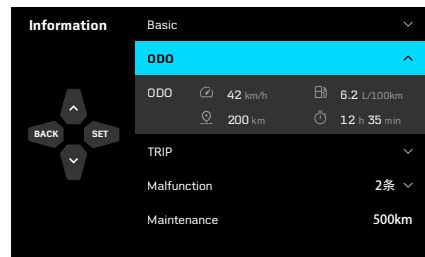 Information
Basic
ODO
ODO 42 km/h 6.2 L/100km
200 km 12 h 35 min
BACK SET
TRIP
Malfunction 2条
Maintenance 500km